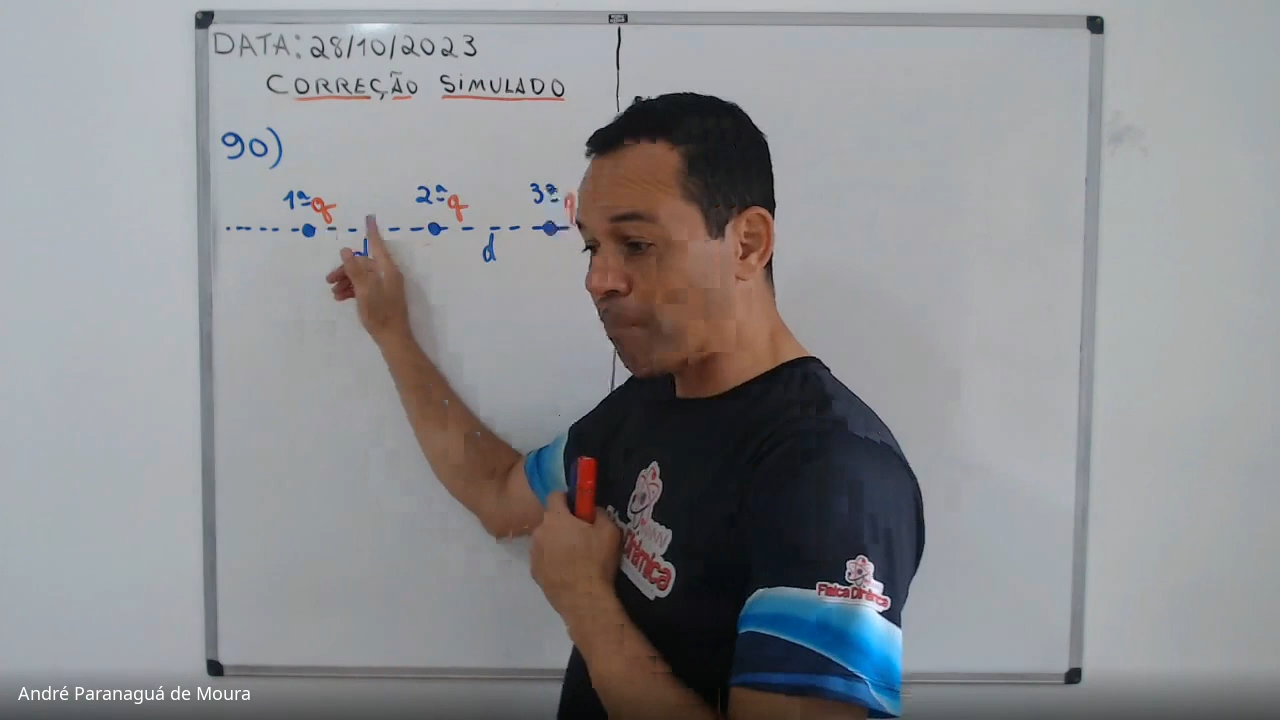 DATA: 28/10/2023
CORREÇÃO SIMULADO
90)
1ª q 2ª q 3ª q
d d
Física Dinâmica
André Paranaguá de Moura